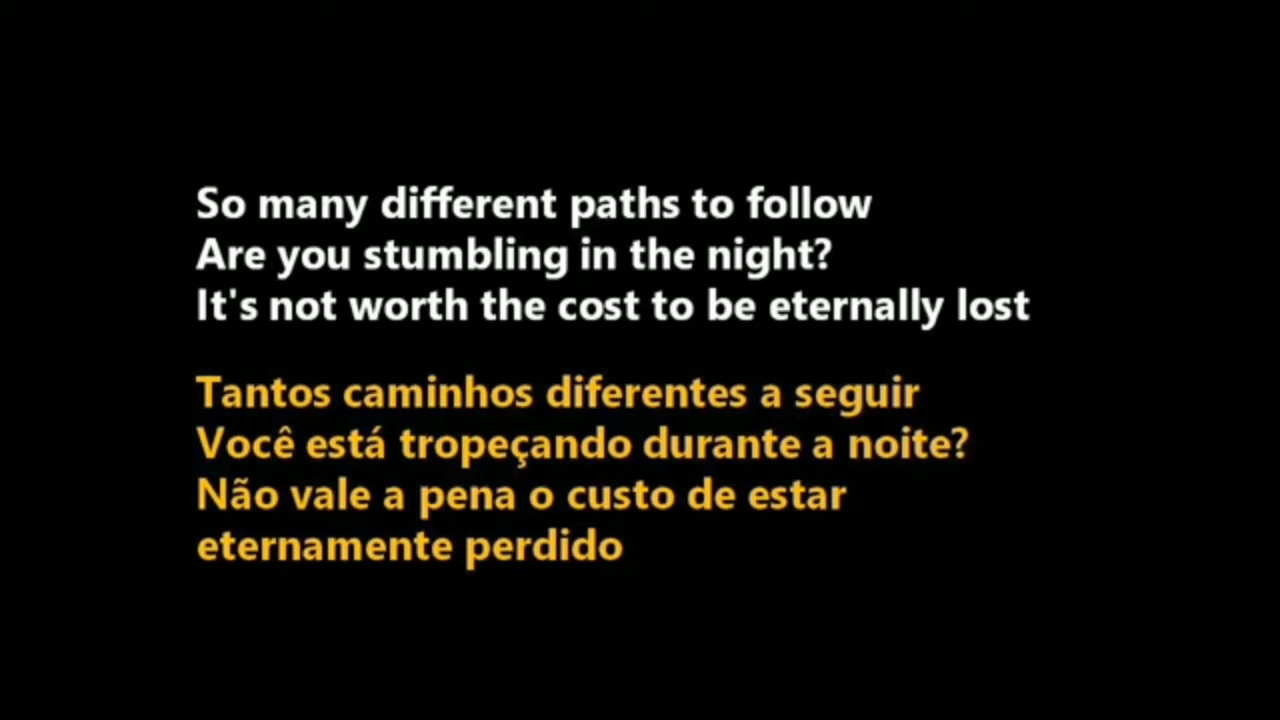 So many different paths to follow
Are you stumbling in the night?
It's not worth the cost to be eternally lost
Tantos caminhos diferentes a seguir
Você está tropeçando durante a noite?
Não vale a pena o custo de estar
eternamente perdido